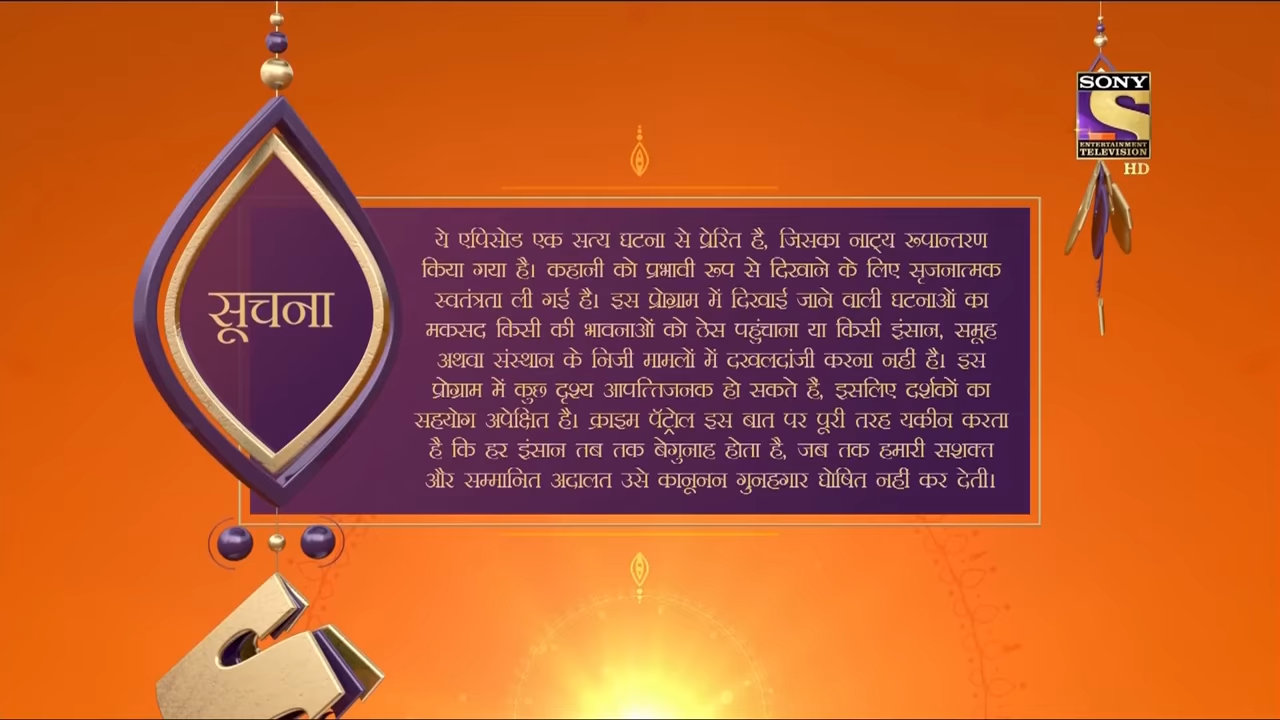 सूचना
ये एपिसोड एक सत्य घटना से प्रेरित है, जिसका नाट्य रूपान्तरण
किया गया है। कहानी को प्रभावी रूप से दिखाने के लिए सृजनात्मक
स्वतंत्रता ली गई है। इस प्रोग्राम में दिखाई जाने वाली घटनाओं का
मकसद किसी की भावनाओं को ठेस पहुंचाना या किसी इंसान, समूह
अथवा संस्थान के निजी मामलों में दखलदांजी करना नहीं है। इस
प्रोग्राम में कुछ दृश्य आपत्तिजनक हो सकते हैं, इसलिए दर्शकों का
सहयोग अपेक्षित है। क्राइम पॅट्रोल इस बात पर पूरी तरह यकीन करता
है कि हर इंसान तब तक बेगुनाह होता है, जब तक हमारी सशक्त
और सम्मानित अदालत उसे कानूनन गुनहगार घोषित नहीं कर देती।
SONY
ENTERTAINMENT
TELEVISION
HD